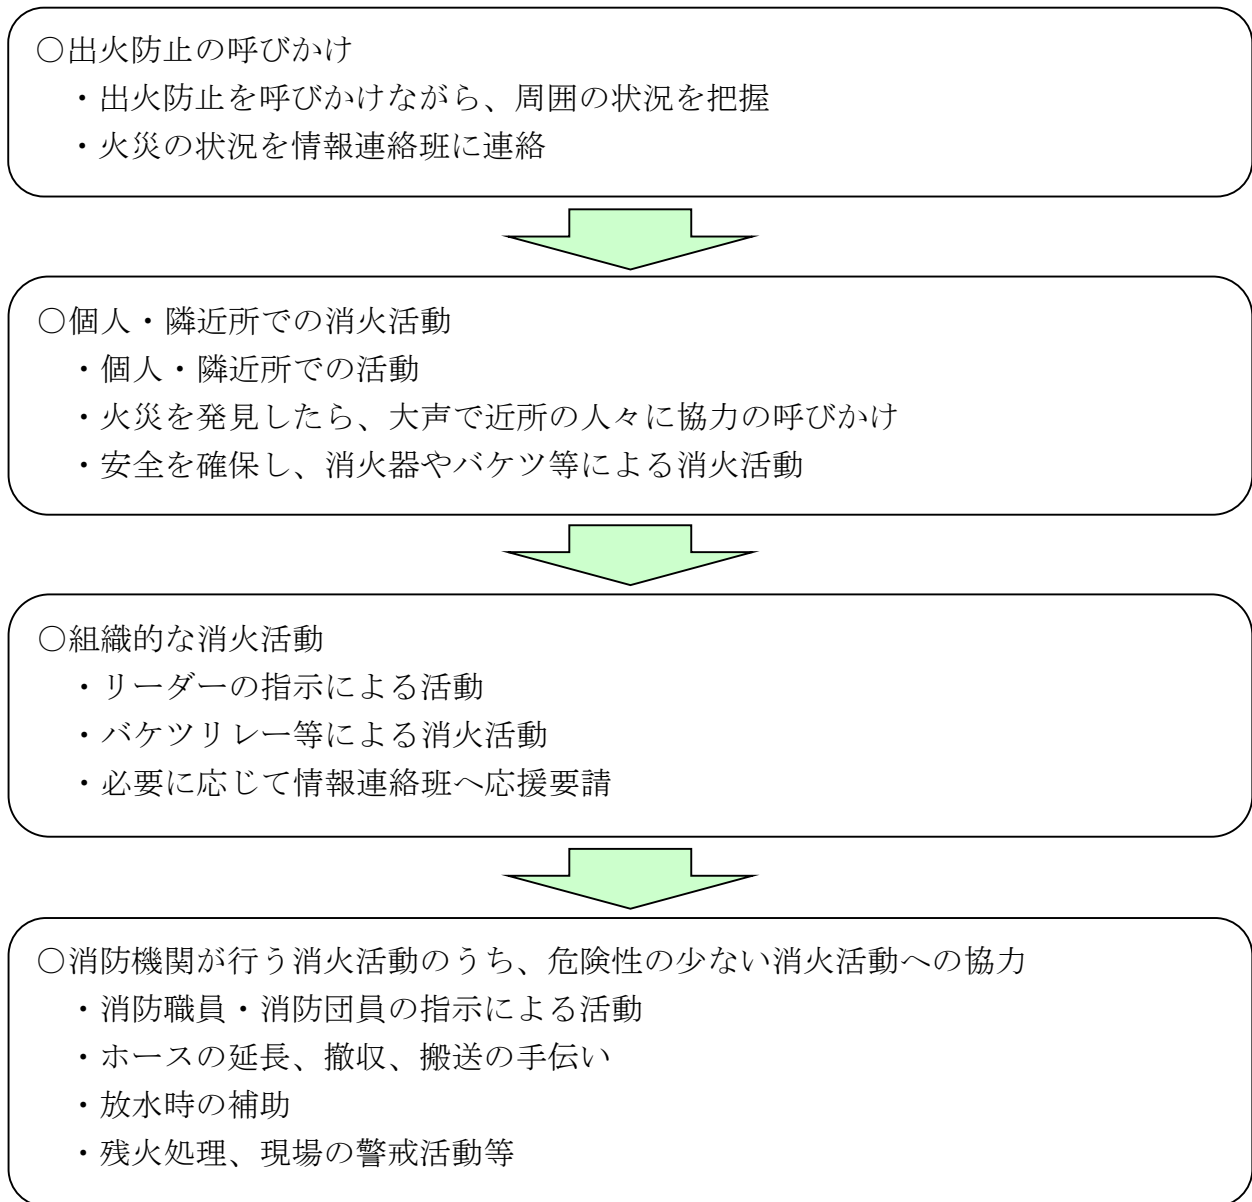 ○出火防止の呼びかけ
・出火防止を呼びかけながら、周囲の状況を把握
・火災の状況を情報連絡班に連絡
○個人・隣近所での消火活動
・個人・隣近所での活動
・火災を発見したら、大声で近所の人々に協力の呼びかけ
・安全を確保し、消火器やバケツ等による消火活動
○組織的な消火活動
・リーダーの指示による活動
・バケツリレー等による消火活動
・必要に応じて情報連絡班へ応援要請
○消防機関が行う消火活動のうち、危険性の少ない消火活動への協力
・消防職員・消防団員の指示による活動
・ホースの延長、撤収、搬送の手伝い
・放水時の補助
・残火処理、現場の警戒活動等